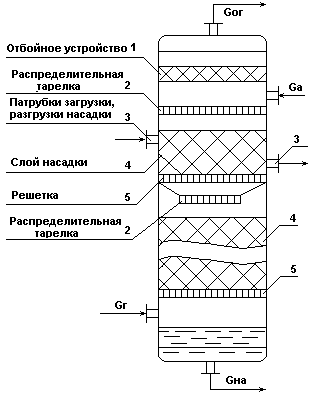 Gог
Отбойное устройство 1
Распределительная
тарелка 2
Gа
Патрубки загрузки,
разгрузки насадки
3
3
Слой насадки 4
Решетка 5
Распределительная
тарелка 2
4
5
Gг
Gна